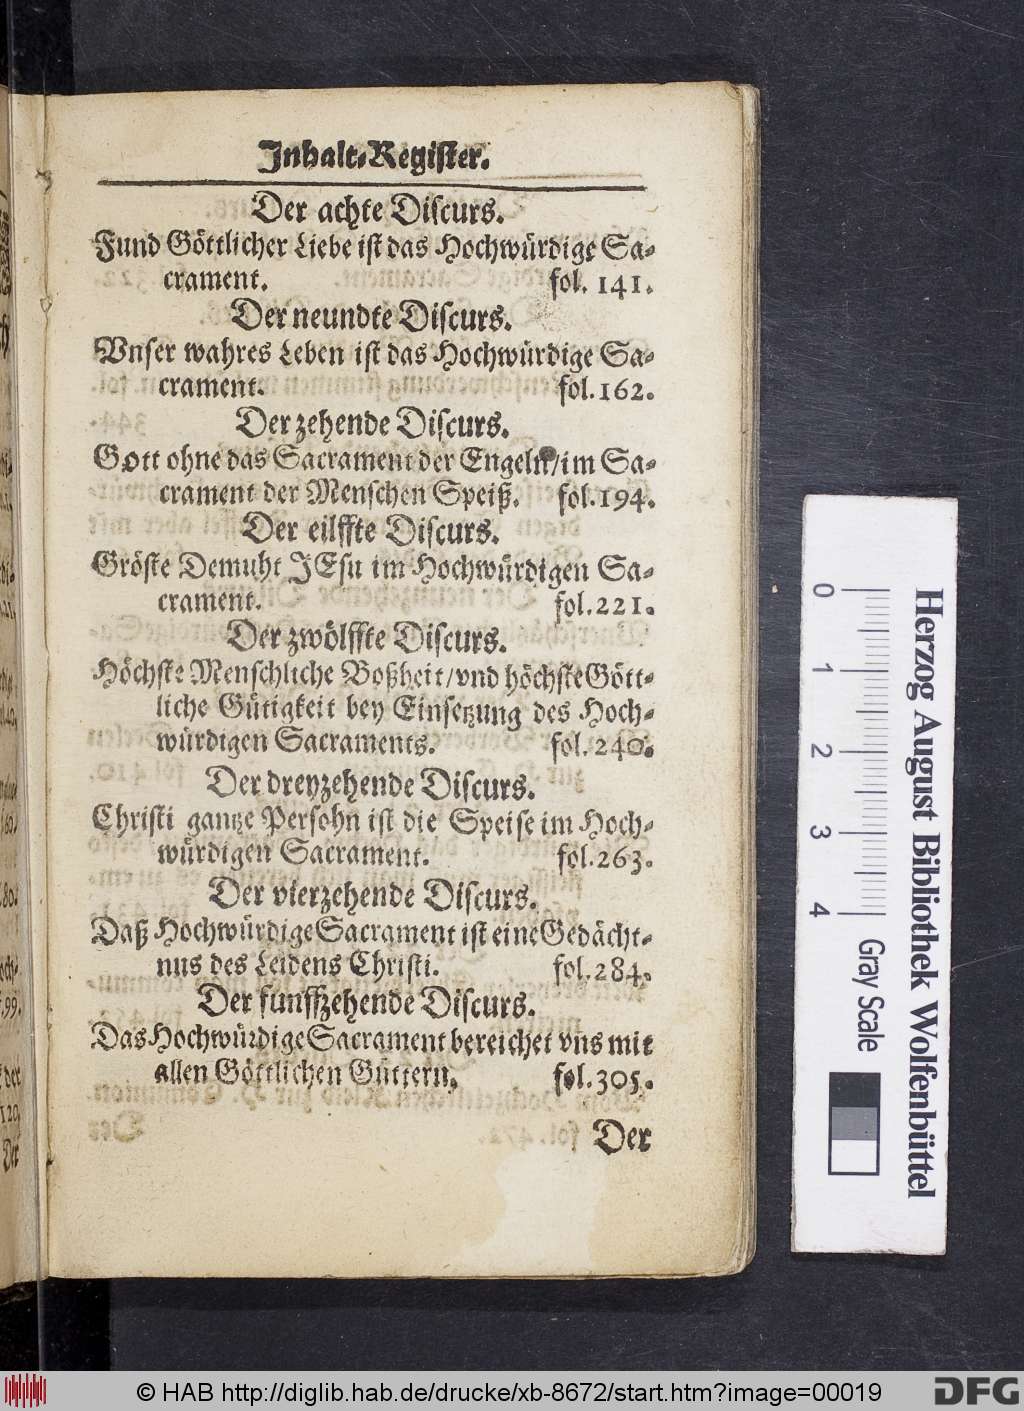 Inhalt-Register.
Der achte Discurs.
Fund Göttlicher Liebe ist das Hochwürdige Sa-
crament. fol. 141.
Der neundte Discurs.
Vnser wahres Leben ist das Hochwürdige Sa-
crament. fol. 162.
Der zehende Discurs.
Gott ohne das Sacrament der Engeln/im Sa-
crament der Menschen Speiß. fol. 194.
Der eilffte Discurs.
Gröste Demuht JEsu im Hochwürdigen Sa-
crament. fol. 221.
Der zwölffte Discurs.
Höchste Menschliche Boßheit/vnd höchste Gött-
liche Gütigkeit bey Einsetzung des Hoch-
würdigen Sacraments. fol. 240.
Der dreyzehende Discurs.
Christi gantze Persohn ist die Speise im Hoch-
würdigen Sacrament. fol. 263.
Der vierzehende Discurs.
Daß Hochwürdige Sacrament ist eine Gedächt-
nus des Leidens Christi. fol. 284.
Der funffzehende Discurs.
Das Hochwürdige Sacrament bereichet vns mit
allen Göttlichen Güttern. fol. 305.
Der
0 1 2 3 4 Gray Scale
Herzog August Bibliothek Wolfenbüttel
© HAB http://diglib.hab.de/drucke/xb-8672/start.htm?image=00019
DFG